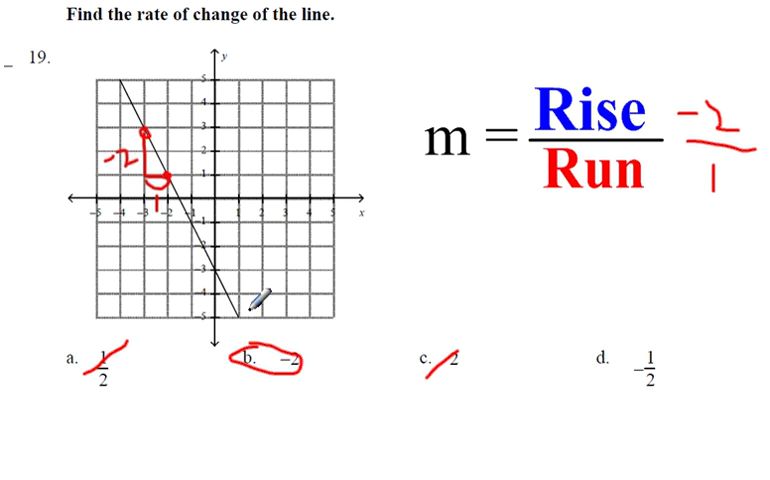 Find the rate of change of the line.
19.
y
5
4
3
2
1
-5 -4 -3 -2 -1 1 2 3 4 5 x
-1
-2
-3
-4
-5
-2
1
m = Rise / Run
-2 / 1
a. 1/2 b. -2 c. 2 d. -1/2